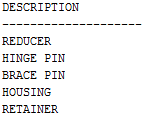 DESCRIPTION
--------------------
REDUCER
HINGE PIN
BRACE PIN
HOUSING
RETAINER